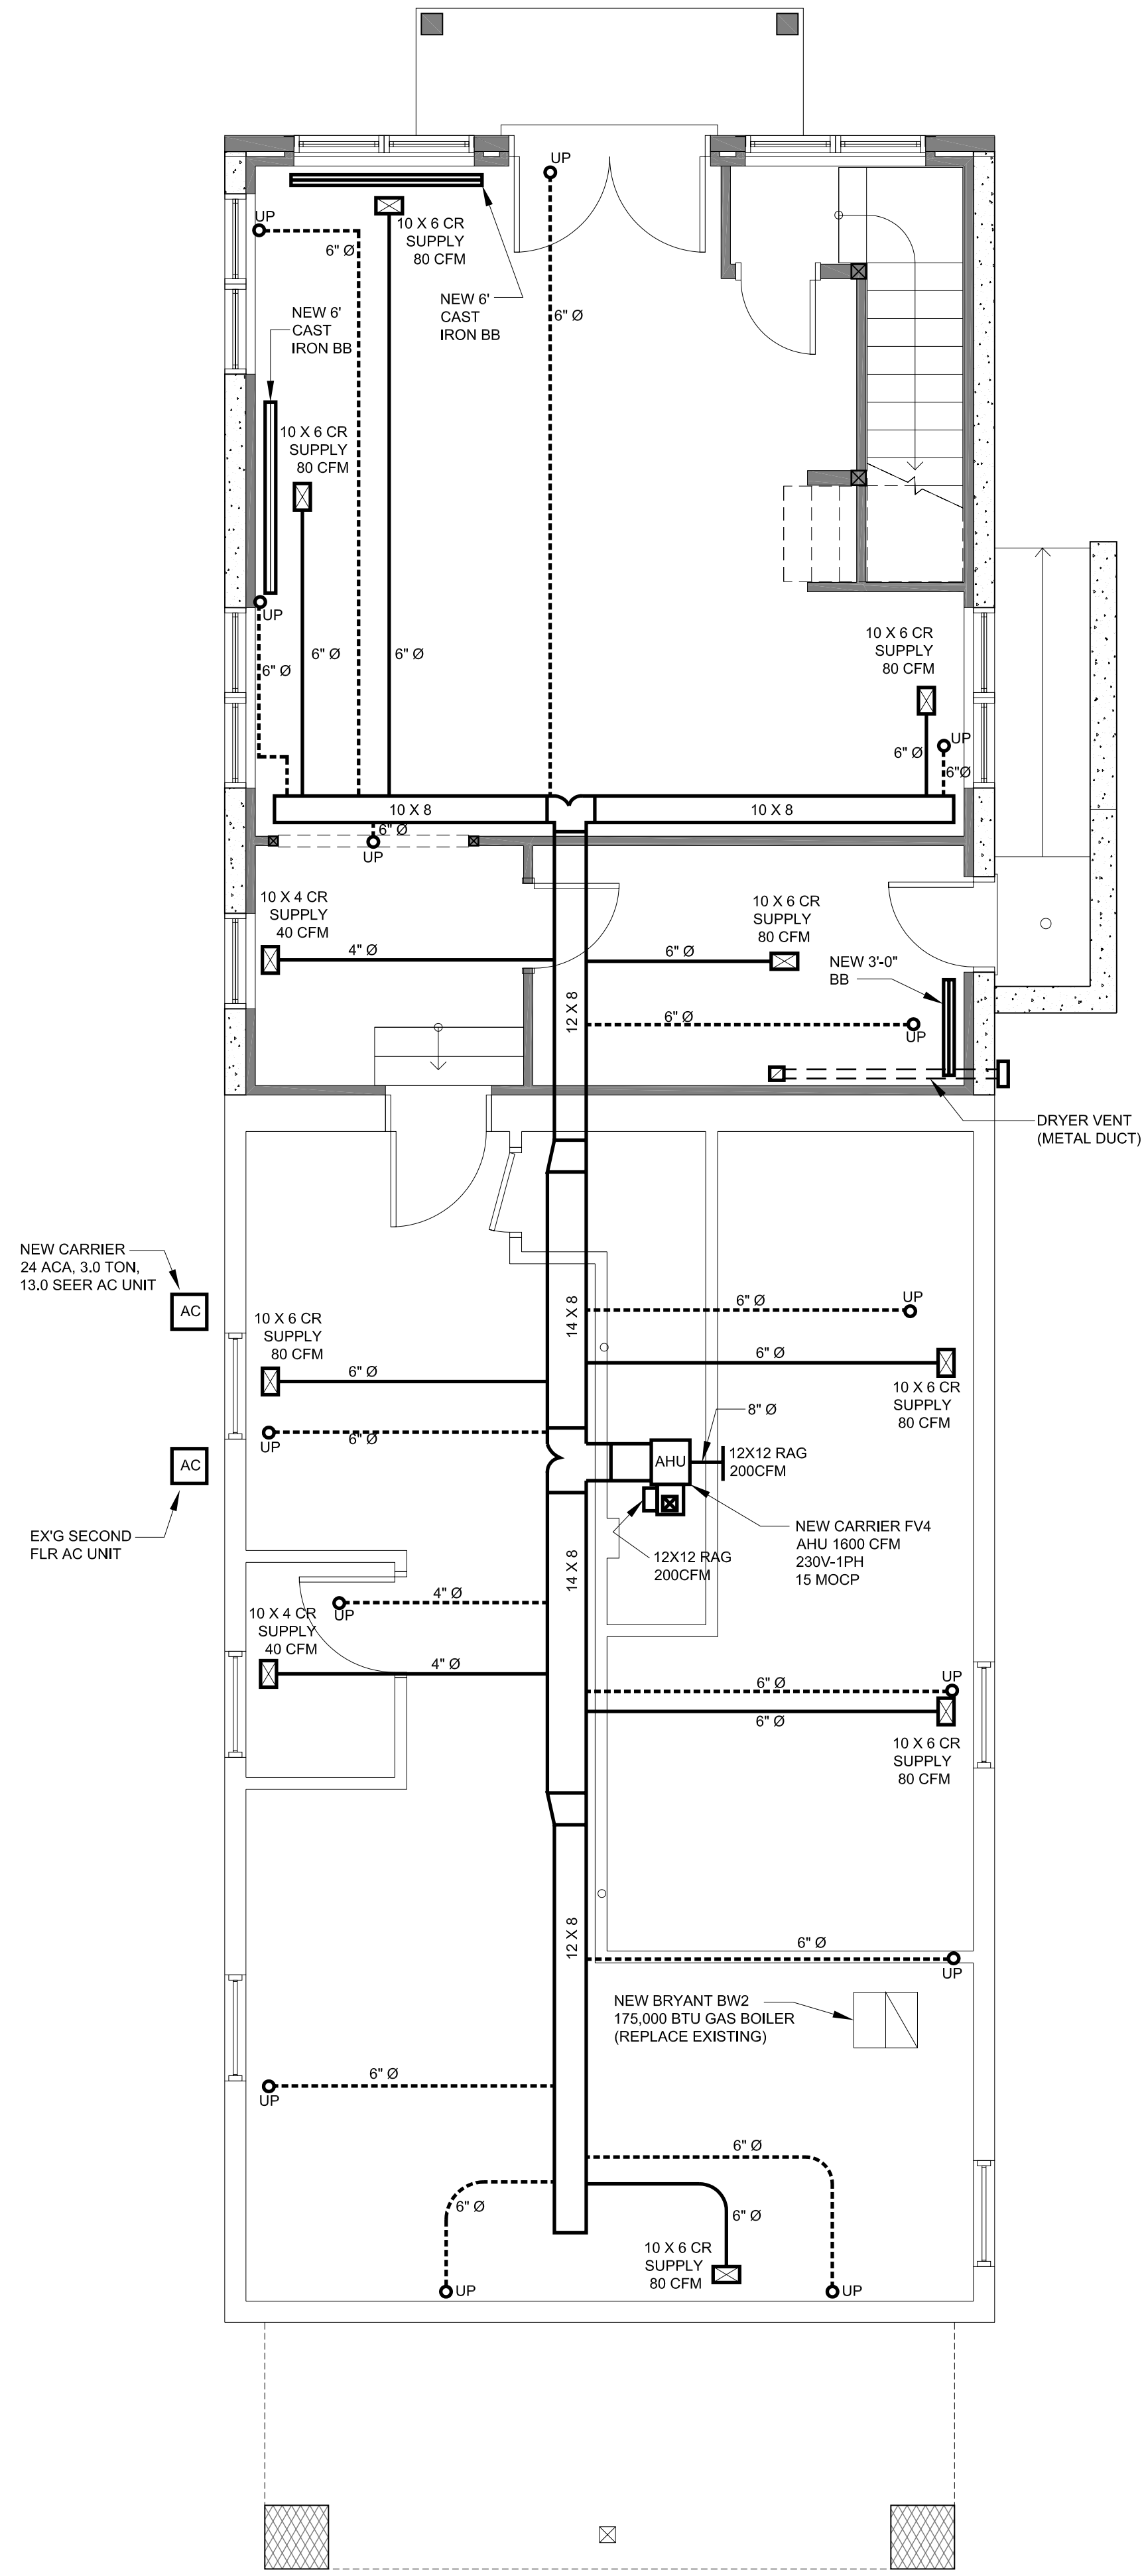 UP
UP
10 X 6 CR
SUPPLY
80 CFM
6" Ø
NEW 6'
CAST
IRON BB
NEW 6'
CAST
IRON BB
6" Ø
10 X 6 CR
SUPPLY
80 CFM
UP
6" Ø
6" Ø
6" Ø
10 X 6 CR
SUPPLY
80 CFM
UP
6" Ø
6"Ø
10 X 8
10 X 8
6" Ø
UP
10 X 4 CR
SUPPLY
40 CFM
4" Ø
10 X 6 CR
SUPPLY
80 CFM
6" Ø
NEW 3'-0"
BB
12 X 8
6" Ø
UP
DRYER VENT
(METAL DUCT)
NEW CARRIER
24 ACA, 3.0 TON,
13.0 SEER AC UNIT
AC
10 X 6 CR
SUPPLY
80 CFM
6" Ø
14 X 8
6" Ø
UP
6" Ø
10 X 6 CR
SUPPLY
80 CFM
8" Ø
UP
6" Ø
AC
AHU
12X12 RAG
200CFM
EX'G SECOND
FLR AC UNIT
NEW CARRIER FV4
AHU 1600 CFM
230V-1PH
15 MOCP
12X12 RAG
200CFM
14 X 8
4" Ø
UP
10 X 4 CR
SUPPLY
40 CFM
4" Ø
6" Ø
UP
6" Ø
10 X 6 CR
SUPPLY
80 CFM
12 X 8
6" Ø
UP
NEW BRYANT BW2
175,000 BTU GAS BOILER
(REPLACE EXISTING)
6" Ø
UP
6" Ø
6" Ø
6" Ø
10 X 6 CR
SUPPLY
80 CFM
UP
UP